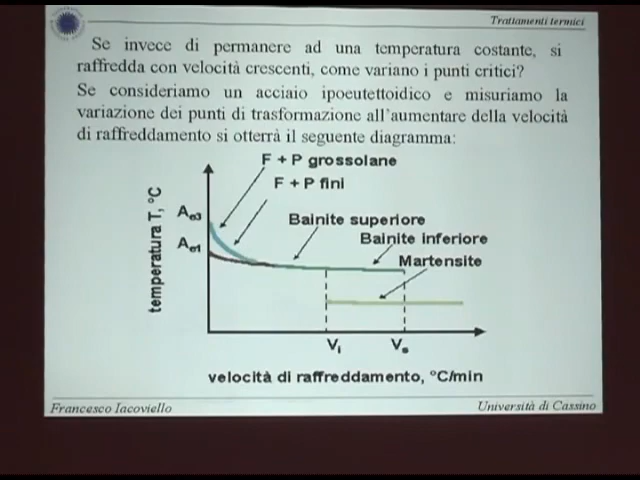 Trattamenti termici
Se invece di permanere ad una temperatura costante, si
raffredda con velocità crescenti, come variano i punti critici?
Se consideriamo un acciaio ipoeutettoidico e misuriamo la
variazione dei punti di trasformazione all'aumentare della velocità
di raffreddamento si otterrà il seguente diagramma:
F + P grossolane
F + P fini
temperatura T, °C
Ae3
Bainite superiore
Bainite inferiore
Ae1
Martensite
Vi
Vs
velocità di raffreddamento, °C/min
Francesco Iacoviello
Università di Cassino